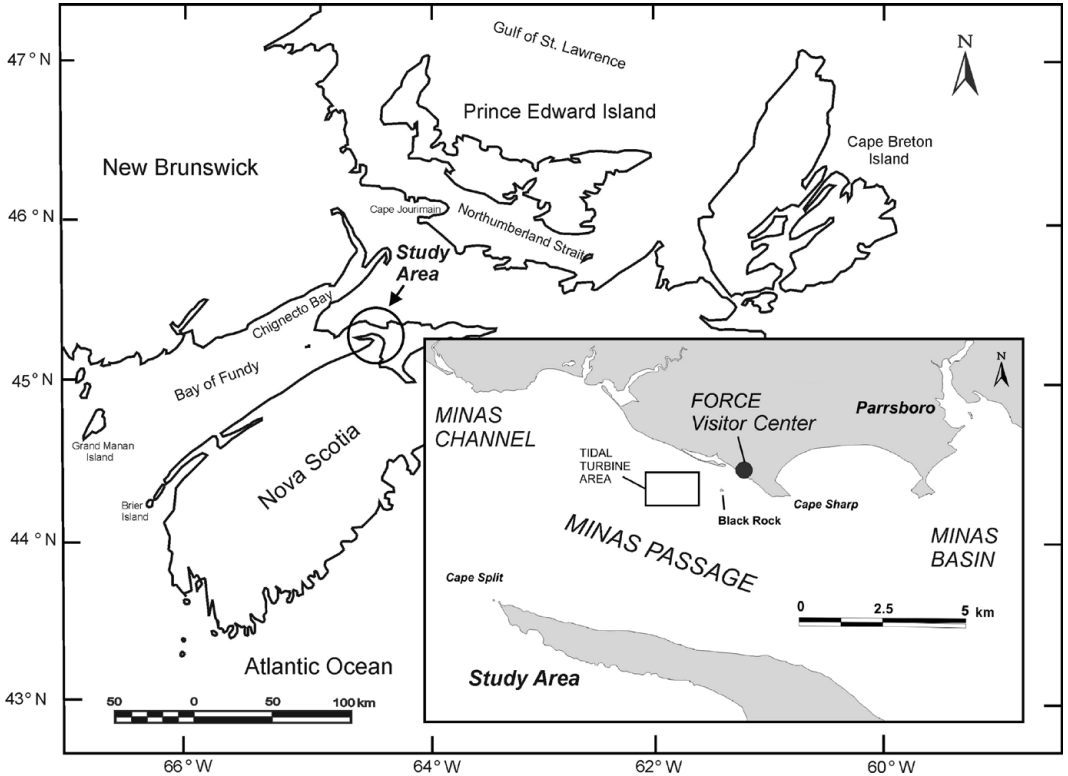 Gulf of St. Lawrence
N
47° N
Prince Edward Island
New Brunswick
Cape Breton
Island
46° N
Cape Jourimain
Northumberland Strait
Study
Area
Chignecto Bay
45° N
Bay of Fundy
Grand Manan
Island
Nova Scotia
Brier
Island
44° N
Atlantic Ocean
43° N
50 0 50 100 km
66° W
64° W
62° W
60° W
N
MINAS
CHANNEL
FORCE
Visitor Center
Parrsboro
TIDAL
TURBINE
AREA
Black Rock
Cape Sharp
MINAS PASSAGE
MINAS
BASIN
Cape Split
0 2.5 5 km
Study Area